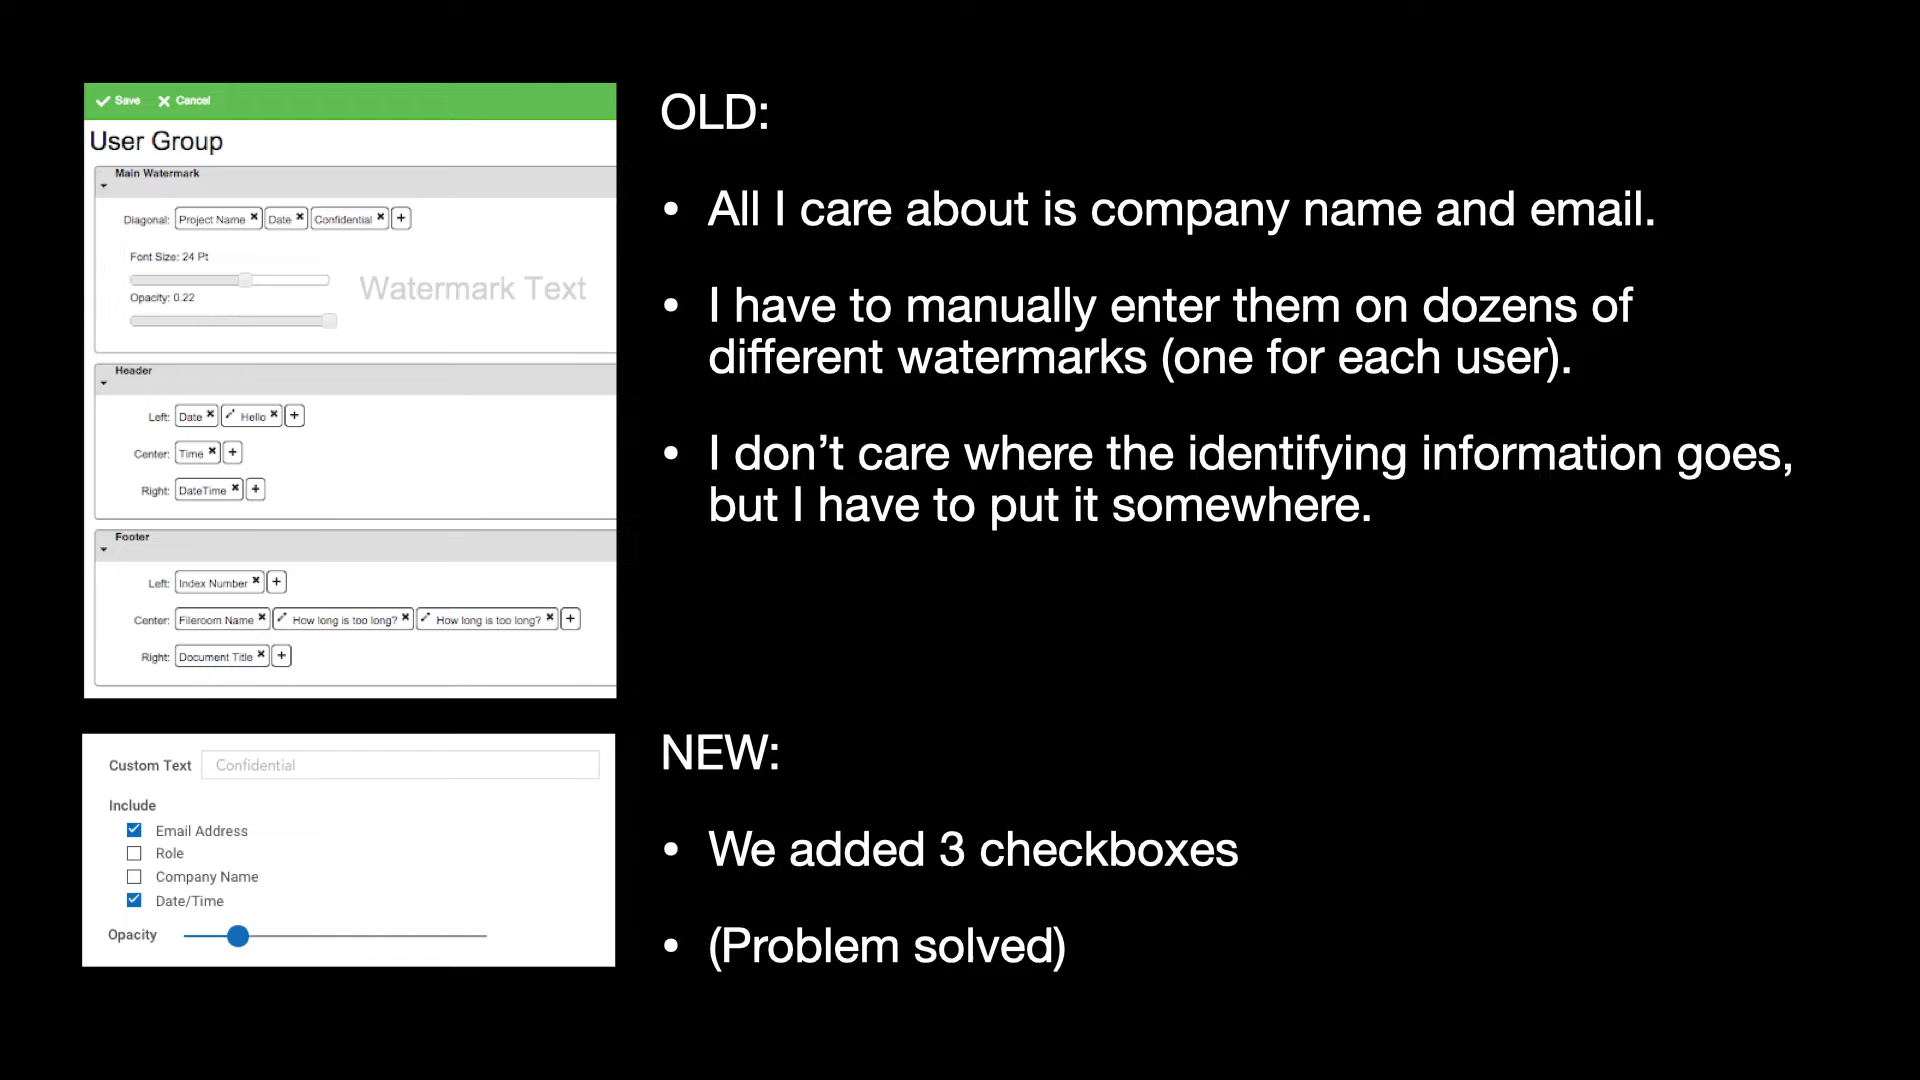 Save Cancel
User Group
Main Watermark
Diagonal: Project Name Date Confidential +
Font Size: 24 Pt
Opacity: 0.22
Watermark Text
Header
Left: Date Hello +
Center: Time +
Right: DateTime +
Footer
Left: Index Number +
Center: Fileroom Name How long is too long? How long is too long? +
Right: Document Title +
OLD:
• All I care about is company name and email.
• I have to manually enter them on dozens of
different watermarks (one for each user).
• I don’t care where the identifying information goes,
but I have to put it somewhere.
Custom Text Confidential
Include
Email Address
Role
Company Name
Date/Time
Opacity
NEW:
• We added 3 checkboxes
• (Problem solved)